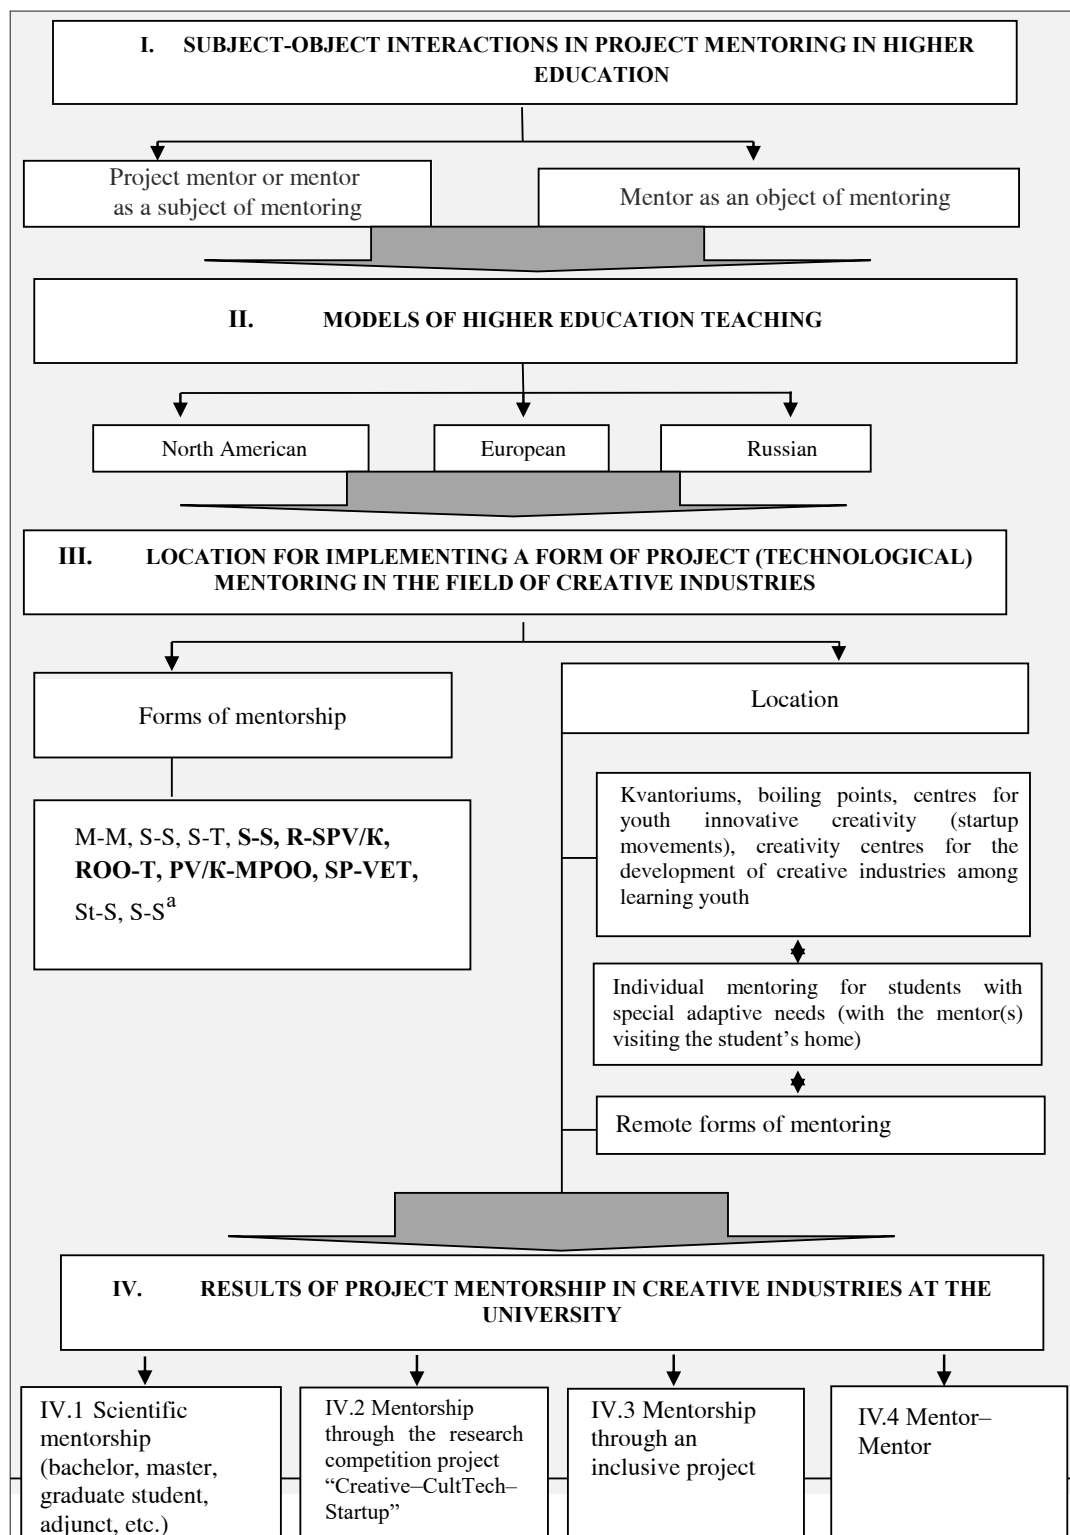 I. SUBJECT-OBJECT INTERACTIONS IN PROJECT MENTORING IN HIGHER
EDUCATION
Project mentor or mentor
as a subject of mentoring
Mentor as an object of mentoring
II. MODELS OF HIGHER EDUCATION TEACHING
North American
European
Russian
III. LOCATION FOR IMPLEMENTING A FORM OF PROJECT (TECHNOLOGICAL)
MENTORING IN THE FIELD OF CREATIVE INDUSTRIES
Forms of mentorship
M-M, S-S, S-T, S-S, R-SPV/К,
ROO-T, PV/К-MPOO, SP-VET,
St-S, S-Sa
Location
Kvantoriums, boiling points, centres for
youth innovative creativity (startup
movements), creativity centres for the
development of creative industries among
learning youth
Individual mentoring for students with
special adaptive needs (with the mentor(s)
visiting the student’s home)
Remote forms of mentoring
IV. RESULTS OF PROJECT MENTORSHIP IN CREATIVE INDUSTRIES AT THE
UNIVERSITY
IV.1 Scientific
mentorship
(bachelor, master,
graduate student,
adjunct, etc.)
IV.2 Mentorship
through the research
competition project
“Creative–CultTech–
Startup”
IV.3 Mentorship
through an
inclusive project
IV.4 Mentor–
Mentor